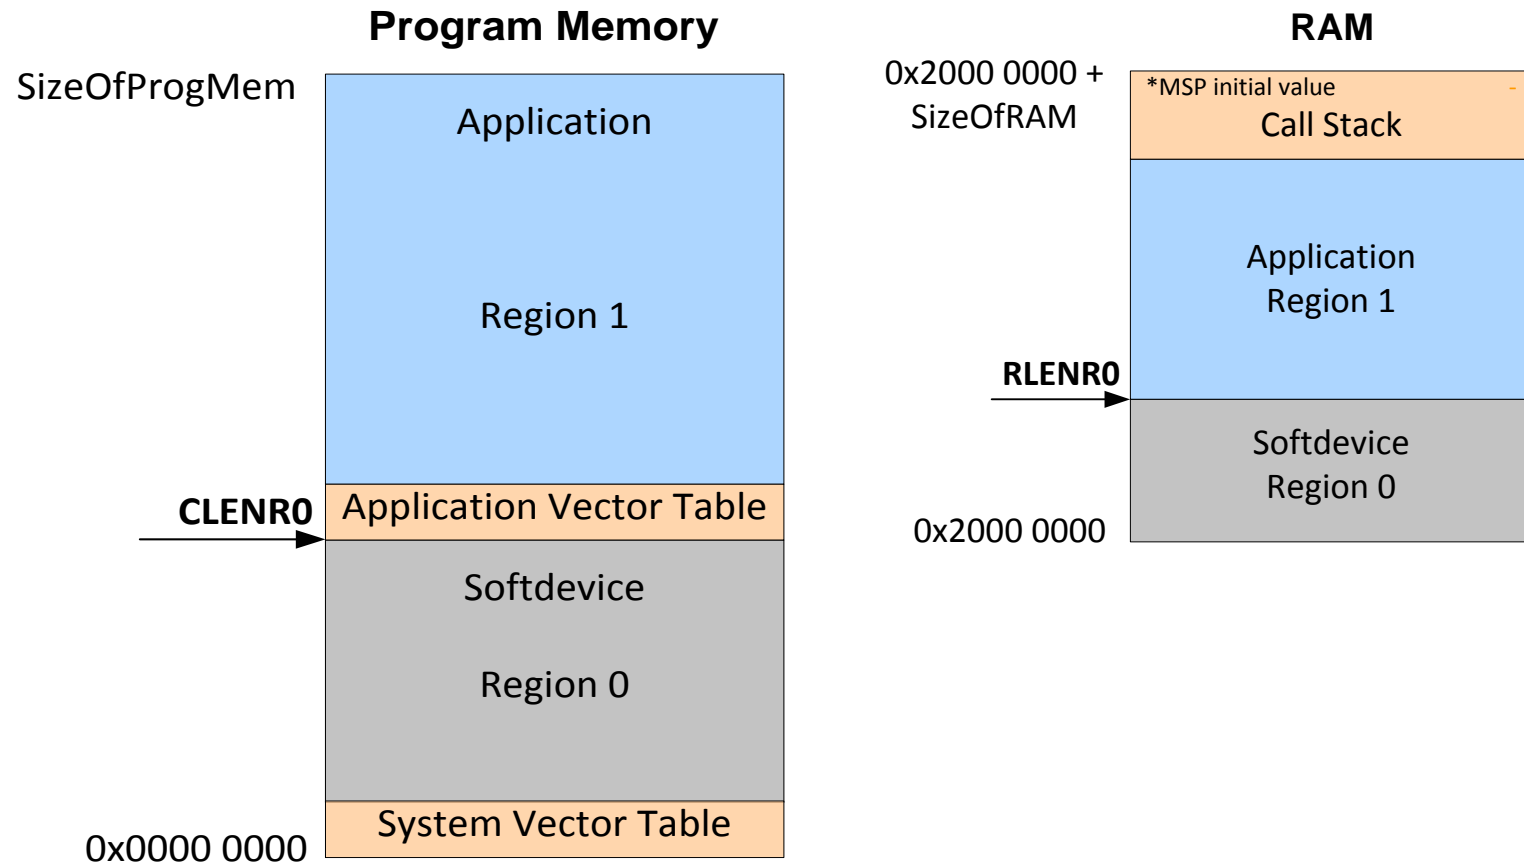 Program Memory
SizeOfProgMem
Application
Region 1
CLENR0
Application Vector Table
Softdevice
Region 0
System Vector Table
0x0000 0000
RAM
0x2000 0000 +
SizeOfRAM
*MSP initial value -
Call Stack
Application
Region 1
RLENR0
Softdevice
Region 0
0x2000 0000